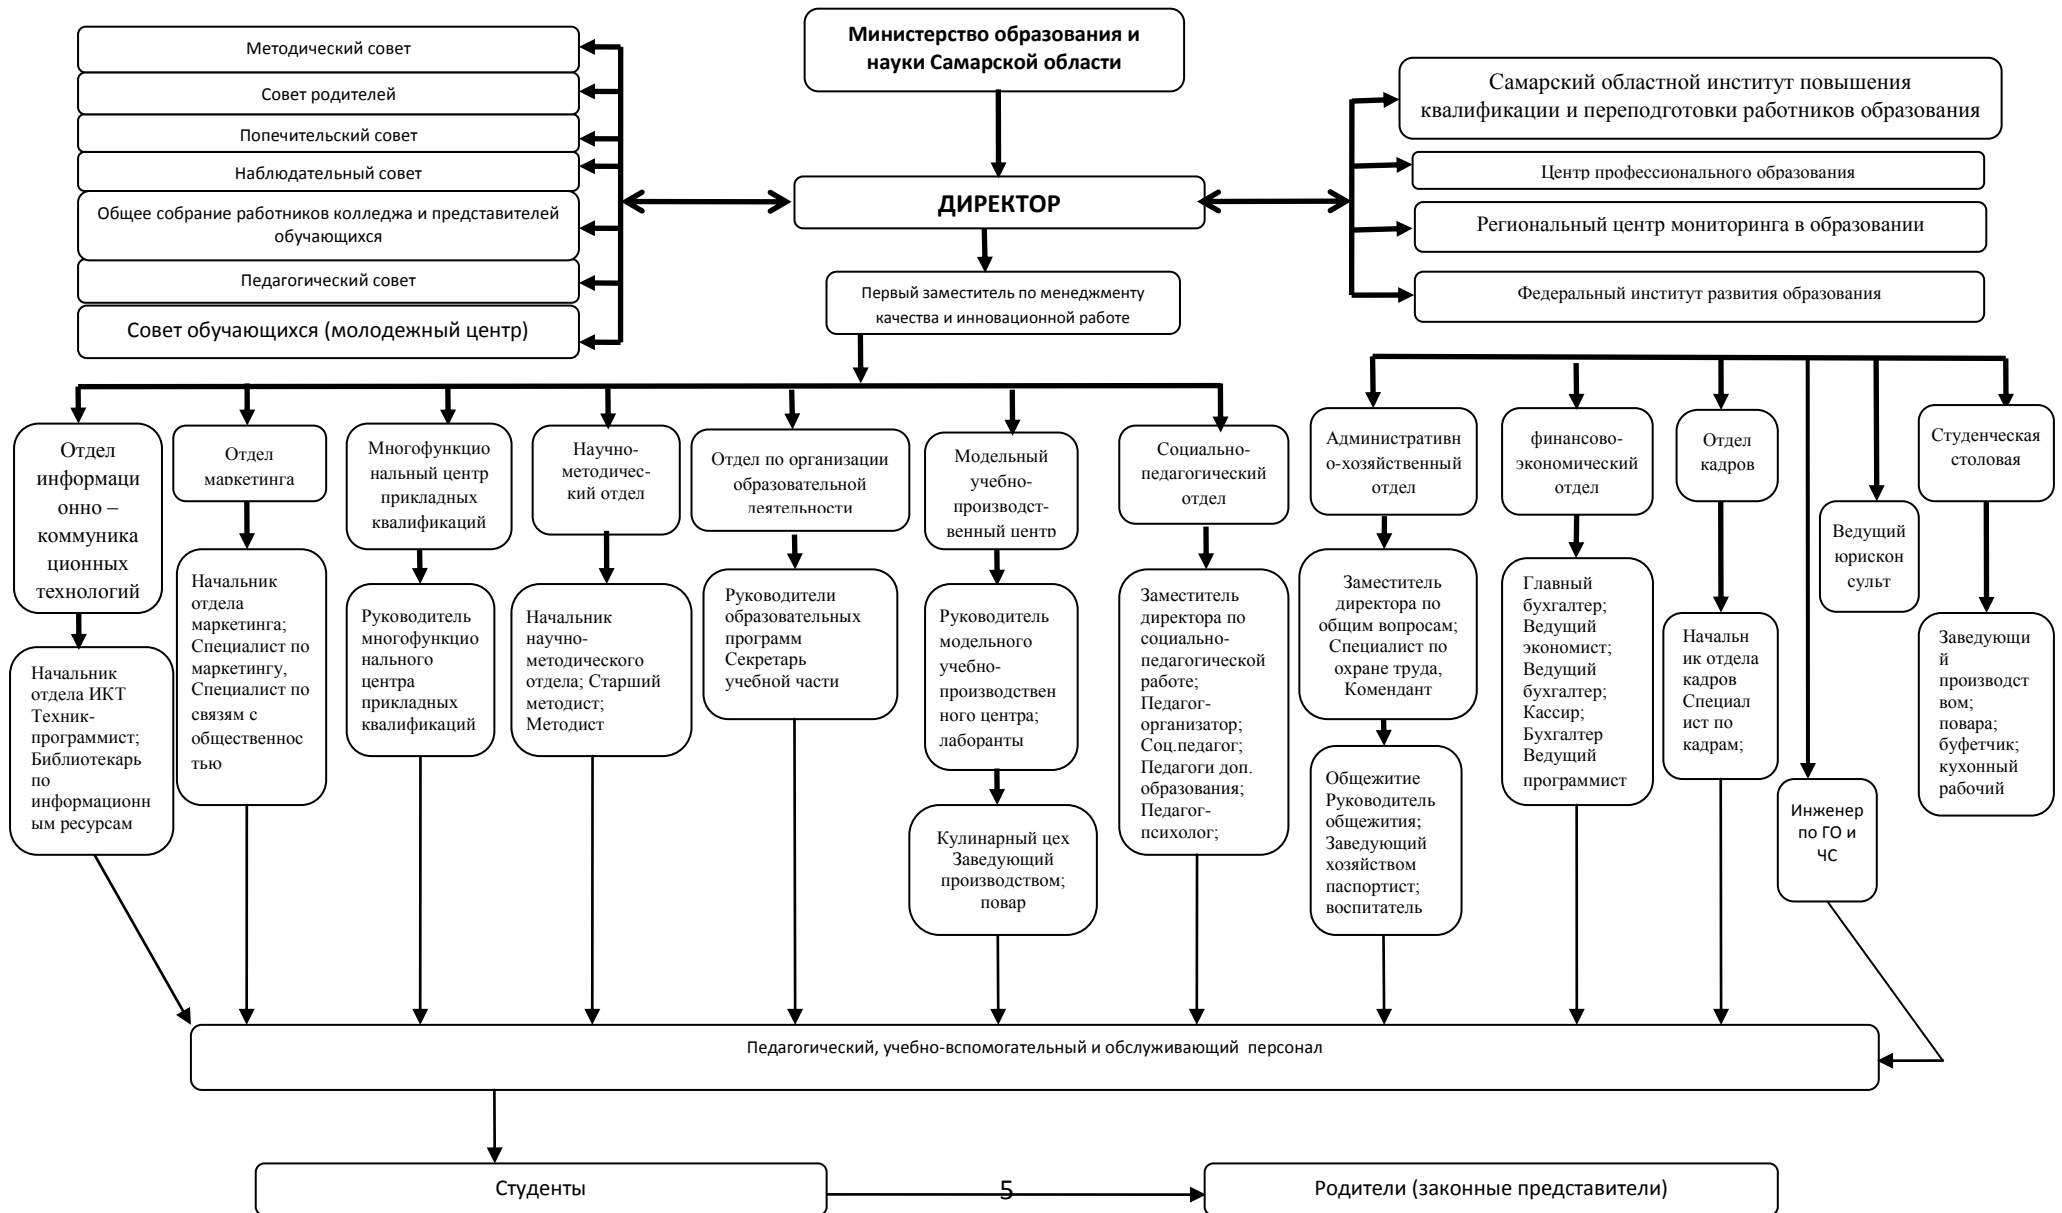 Министерство образования и
науки Самарской области
Методический совет
Совет родителей
Попечительский совет
Наблюдательный совет
Общее собрание работников колледжа и представителей
обучающихся
Педагогический совет
Совет обучающихся (молодежный центр)
ДИРЕКТОР
Первый заместитель по менеджменту
качества и инновационной работе
Самарский областной институт повышения
квалификации и переподготовки работников образования
Центр профессионального образования
Региональный центр мониторинга в образовании
Федеральный институт развития образования
Отдел
информаци
онно –
коммуника
ционных
технологий
Отдел
маркетинга
Многофункцио
нальный центр
прикладных
квалификаций
Научно-
методичес-
кий отдел
Отдел по организации
образовательной
деятельности
Модельный
учебно-
производст-
венный центр
Социально-
педагогический
отдел
Административн
о-хозяйственный
отдел
финансово-
экономический
отдел
Отдел
кадров
Ведущий
юрискон
сульт
Студенческая
столовая
Начальник
отдела ИКТ
Техник-
программист;
Библиотекарь
по
информационн
ым ресурсам
Начальник
отдела
маркетинга;
Специалист по
маркетингу,
Специалист по
связям с
общественнос
тью
Руководитель
многофункцио
нального
центра
прикладных
квалификаций
Начальник
научно-
методического
отдела; Старший
методист;
Методист
Руководители
образовательных
программ
Секретарь
учебной части
Руководитель
модельного
учебно-
производствен
ного центра;
лаборанты
Кулинарный цех
Заведующий
производством;
повар
Заместитель
директора по
социально-
педагогической
работе;
Педагог-
организатор;
Соц.педагог;
Педагоги доп.
образования;
Педагог-
психолог;
Заместитель
директора по
общим вопросам;
Специалист по
охране труда,
Комендант
Общежитие
Руководитель
общежития;
Заведующий
хозяйством
паспортист;
воспитатель
Главный
бухгалтер;
Ведущий
экономист;
Ведущий
бухгалтер;
Кассир;
Бухгалтер
Ведущий
программист
Начальн
ик отдела
кадров
Специал
ист по
кадрам;
Инженер
по ГО и
ЧС
Заведующи
й
производст
вом;
повара;
буфетчик;
кухонный
рабочий
Педагогический, учебно-вспомогательный и обслуживающий персонал
Студенты
5
Родители (законные представители)